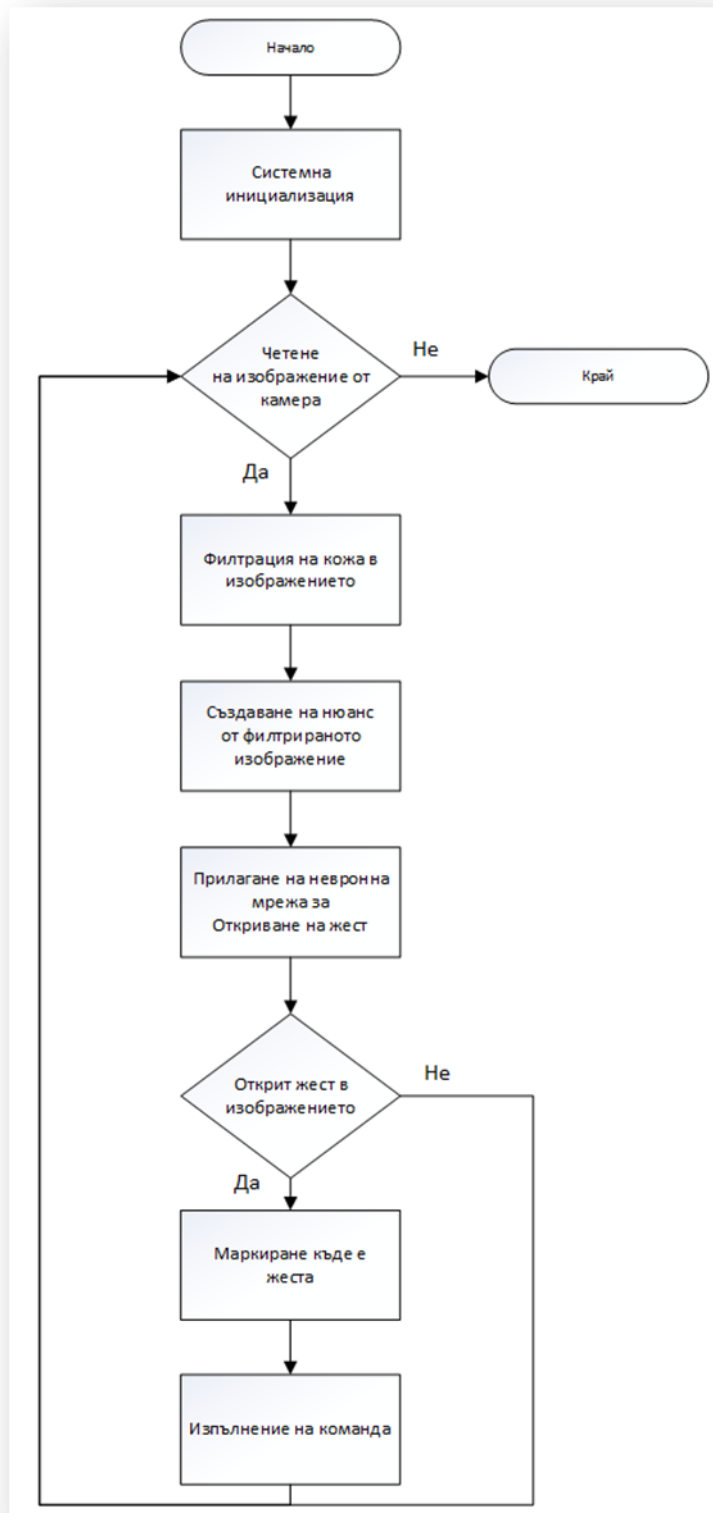 Начало
Системна
инициализация
Четене
на изображение от
камера
Не
Край
Да
Филтрация на кожа в
изображението
Създаване на нюанс
от филтрираното
изображение
Прилагане на невронна
мрежа за
Откриване на жест
Открит жест в
изображението
Не
Да
Маркиране къде е
жеста
Изпълнение на команда